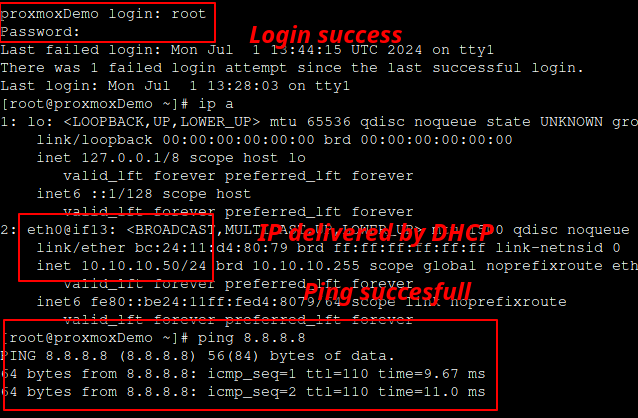 proxmoxDemo login: root
Password:
Login success
Last failed login: Mon Jul  1 13:44:15 UTC 2024 on tty1
There was 1 failed login attempt since the last successful login.
Last login: Mon Jul  1 13:28:03 on tty1
[root@proxmoxDemo ~]# ip a
1: lo: <LOOPBACK,UP,LOWER_UP> mtu 65536 qdisc noqueue state UNKNOWN gro
    link/loopback 00:00:00:00:00:00 brd 00:00:00:00:00:00
    inet 127.0.0.1/8 scope host lo
       valid_lft forever preferred_lft forever
    inet6 ::1/128 scope host
       valid_lft forever preferred_lft forever
2: eth0@if13: <BROADCAST,MULTICAST,UP,LOWER_UP> mtu 1500 qdisc noqueue
IP delivered by DHCP
    link/ether bc:24:11:d4:80:79 brd ff:ff:ff:ff:ff:ff link-netnsid 0
    inet 10.10.10.50/24 brd 10.10.10.255 scope global noprefixroute eth
       valid_lft forever preferred_lft forever
Ping succesfull
    inet6 fe80::be24:11ff:fed4:8079/64 scope link noprefixroute
       valid_lft forever preferred_lft forever
[root@proxmoxDemo ~]# ping 8.8.8.8
PING 8.8.8.8 (8.8.8.8) 56(84) bytes of data.
64 bytes from 8.8.8.8: icmp_seq=1 ttl=110 time=9.67 ms
64 bytes from 8.8.8.8: icmp_seq=2 ttl=110 time=11.0 ms